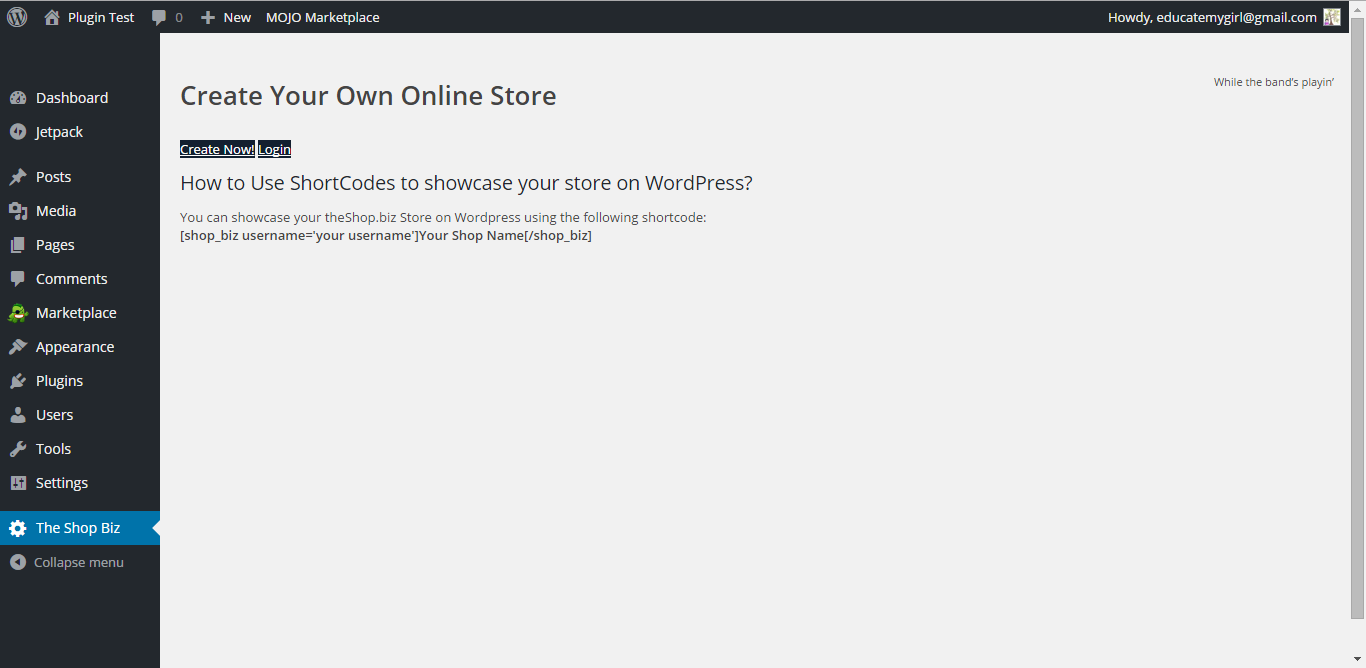 Plugin Test 0 New MOJO Marketplace Howdy, educatemygirl@gmail.com
While the band's playin'
Create Your Own Online Store
Create Now! Login
How to Use ShortCodes to showcase your store on WordPress?
You can showcase your theShop.biz Store on Wordpress using the following shortcode:
[shop_biz username='your username']Your Shop Name[/shop_biz]
Dashboard
Jetpack
Posts
Media
Pages
Comments
Marketplace
Appearance
Plugins
Users
Tools
Settings
The Shop Biz
Collapse menu